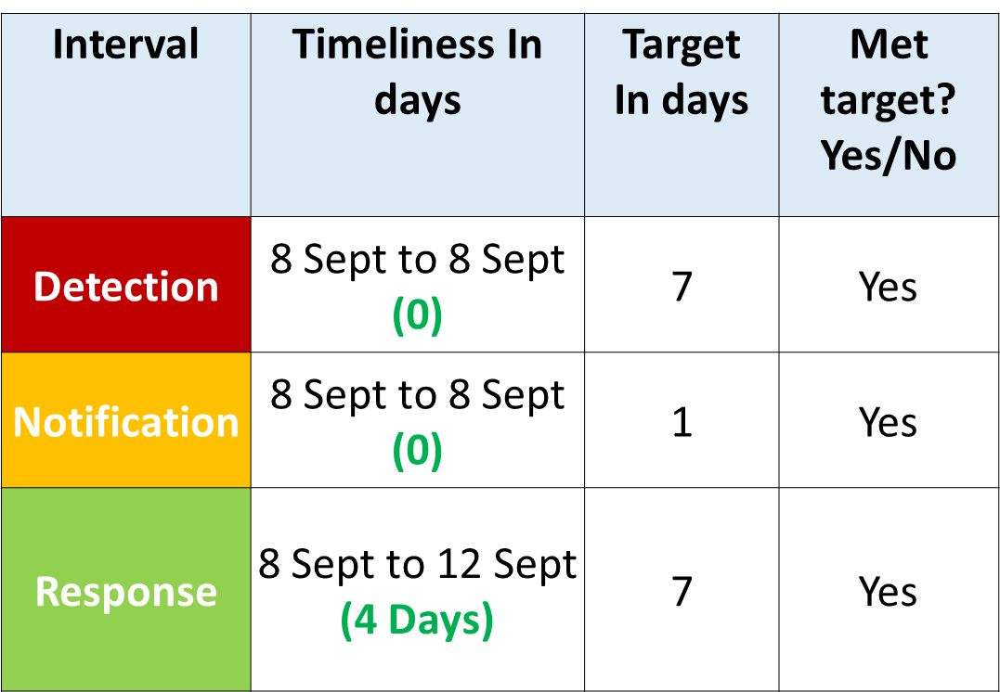 Interval
Timeliness In
days
Target
In days
Met
target?
Yes/No
Detection
8 Sept to 8 Sept
(0)
7
Yes
Notification
8 Sept to 8 Sept
(0)
1
Yes
Response
8 Sept to 12 Sept
(4 Days)
7
Yes